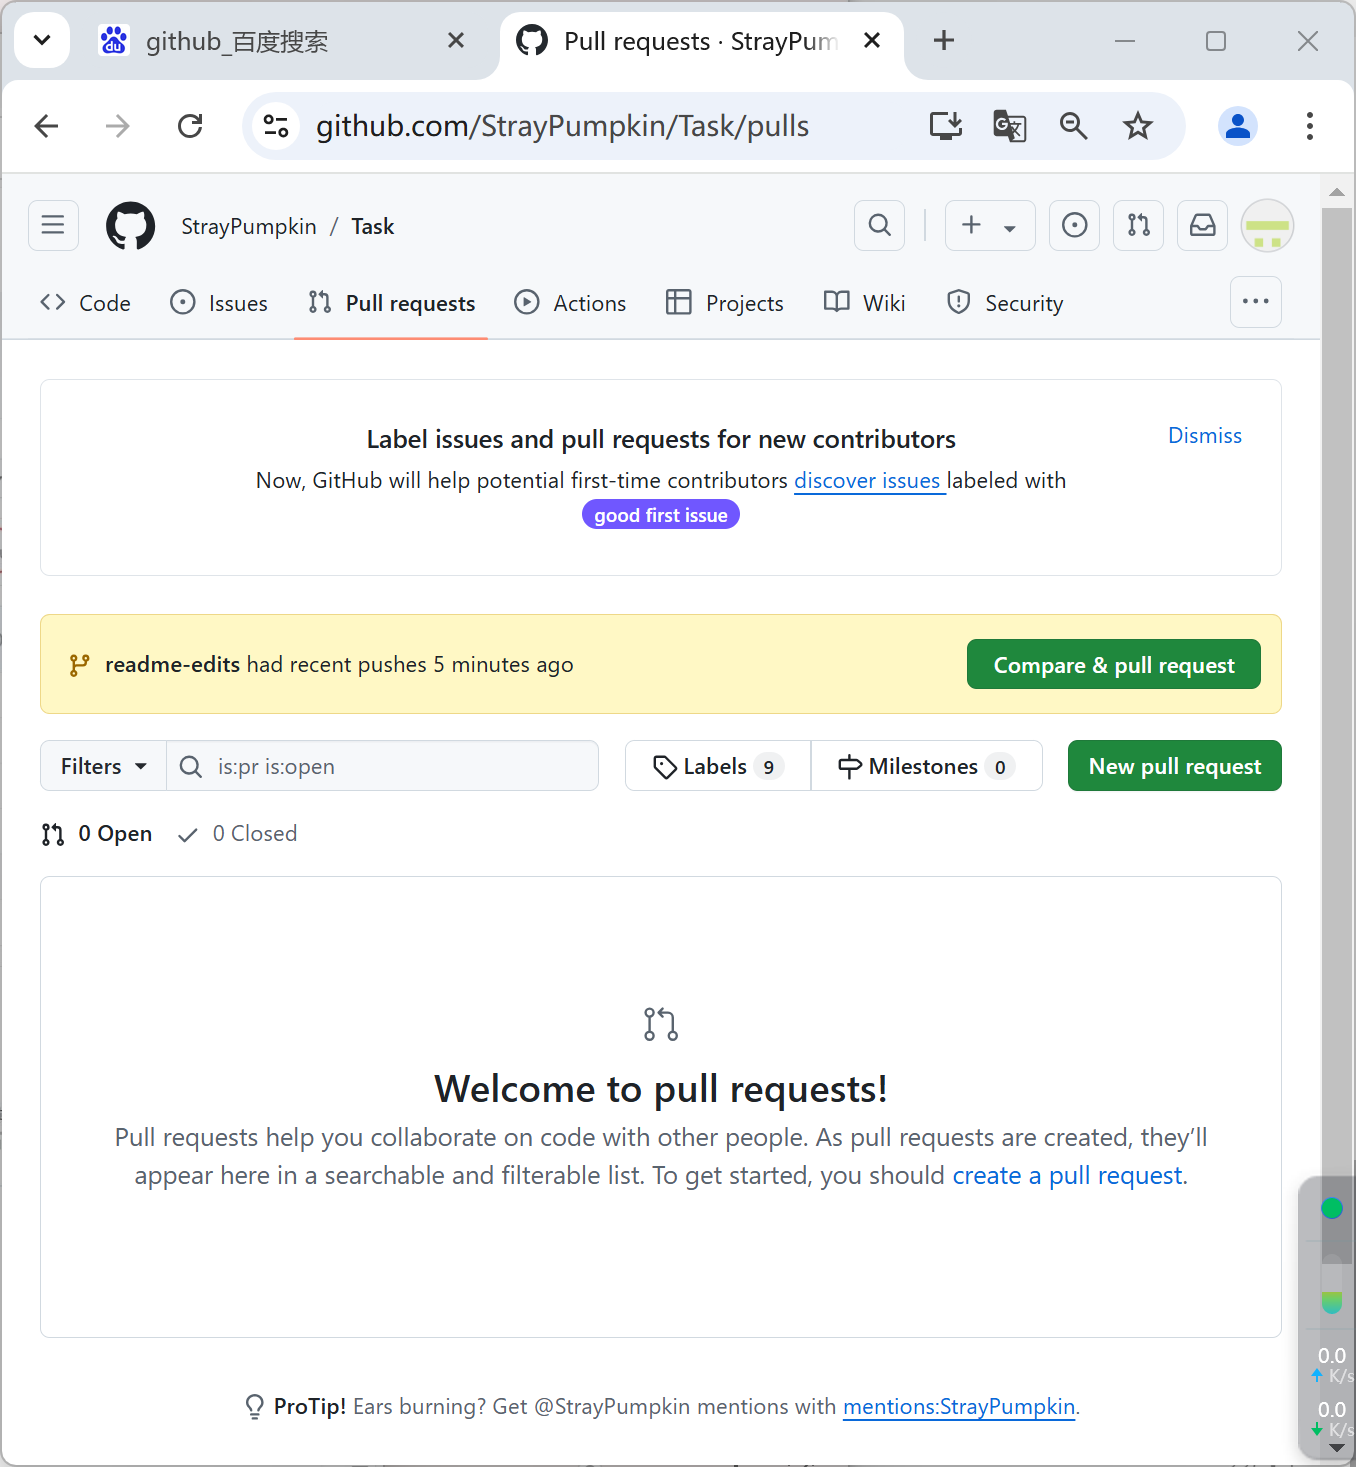 github_百度搜索
Pull requests · StrayPum
github.com/StrayPumpkin/Task/pulls
StrayPumpkin / Task
Code Issues Pull requests Actions Projects Wiki Security
Label issues and pull requests for new contributors
Dismiss
Now, GitHub will help potential first-time contributors discover issues labeled with
good first issue
readme-edits had recent pushes 5 minutes ago
Compare & pull request
Filters is:pr is:open Labels 9 Milestones 0 New pull request
0 Open 0 Closed
Welcome to pull requests!
Pull requests help you collaborate on code with other people. As pull requests are created, they’ll
appear here in a searchable and filterable list. To get started, you should create a pull request.
0.0
K/s
ProTip! Ears burning? Get @StrayPumpkin mentions with mentions:StrayPumpkin.
0.0
K/s